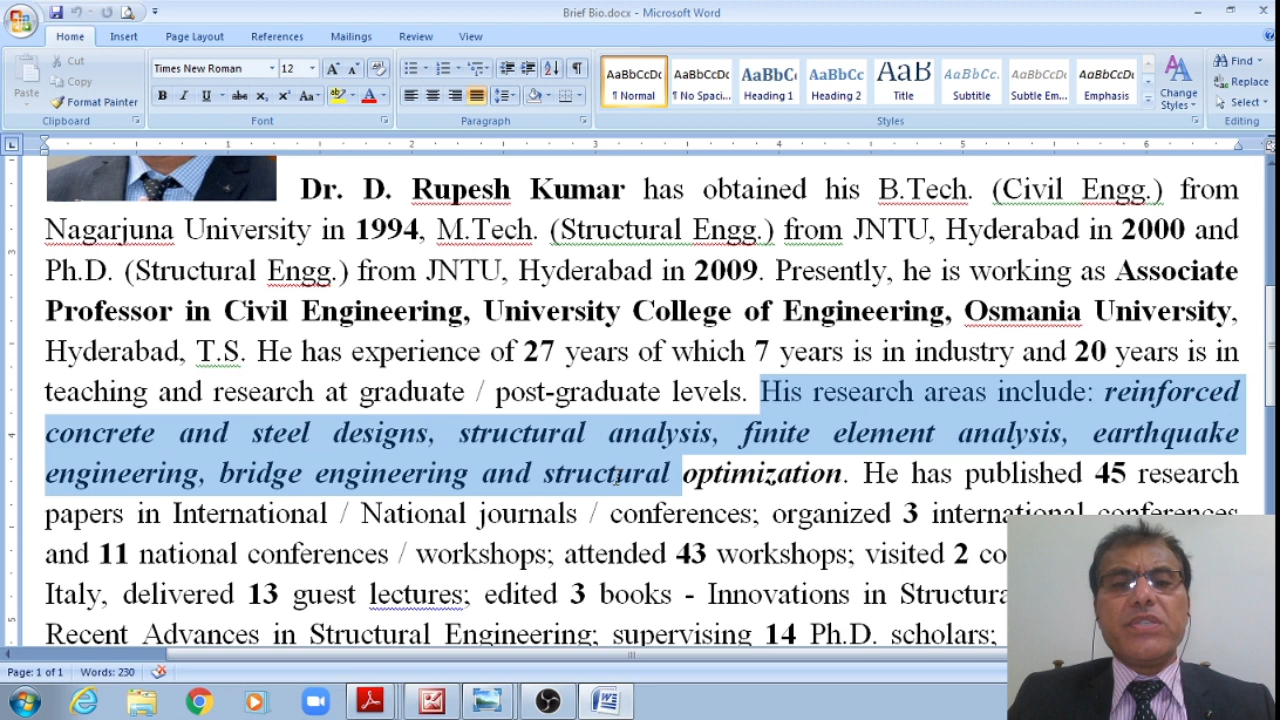 Brief Bio.docx - Microsoft Word
Home Insert Page Layout References Mailings Review View
Paste
Cut
Copy
Format Painter
Clipboard
Times New Roman 12
Font
Paragraph
AaBbCcDc AaBbCcDc AaBbC AaBbCc AaB AaBbCc. AaBbCcDc AaBbCcDc
¶ Normal ¶ No Spaci... Heading 1 Heading 2 Title Subtitle Subtle Em... Emphasis
Change Styles
Styles
Find
Replace
Select
Editing
Dr. D. Rupesh Kumar has obtained his B.Tech. (Civil Engg.) from
Nagarjuna University in 1994, M.Tech. (Structural Engg.) from JNTU, Hyderabad in 2000 and
Ph.D. (Structural Engg.) from JNTU, Hyderabad in 2009. Presently, he is working as Associate
Professor in Civil Engineering, University College of Engineering, Osmania University,
Hyderabad, T.S. He has experience of 27 years of which 7 years is in industry and 20 years is in
teaching and research at graduate / post-graduate levels. His research areas include: reinforced
concrete and steel designs, structural analysis, finite element analysis, earthquake
engineering, bridge engineering and structural optimization. He has published 45 research
papers in International / National journals / conferences; organized 3 international conferences
and 11 national conferences / workshops; attended 43 workshops; visited 2
Italy, delivered 13 guest lectures; edited 3 books - Innovations in
Recent Advances in Structural Engineering; supervising 14 Ph.D. scholars;
Page: 1 of 1 Words: 230